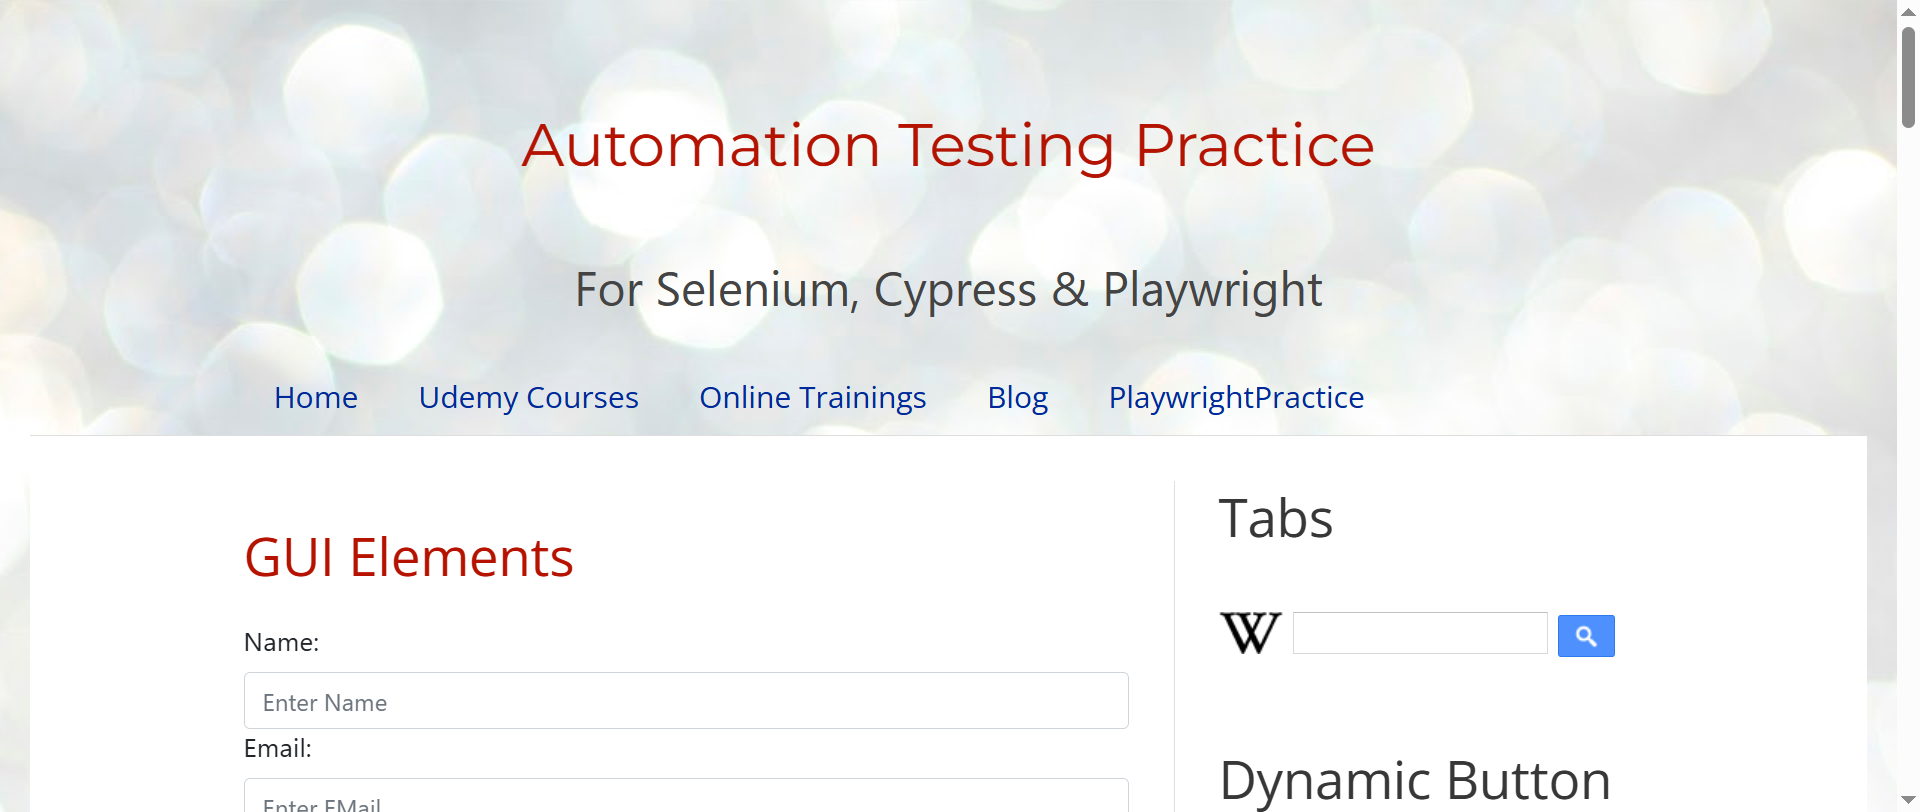 Automation Testing Practice
For Selenium, Cypress & Playwright
Home Udemy Courses Online Trainings Blog PlaywrightPractice
GUI Elements
Name:
Enter Name
Email:
Enter EMail
Tabs
W
Dynamic Button